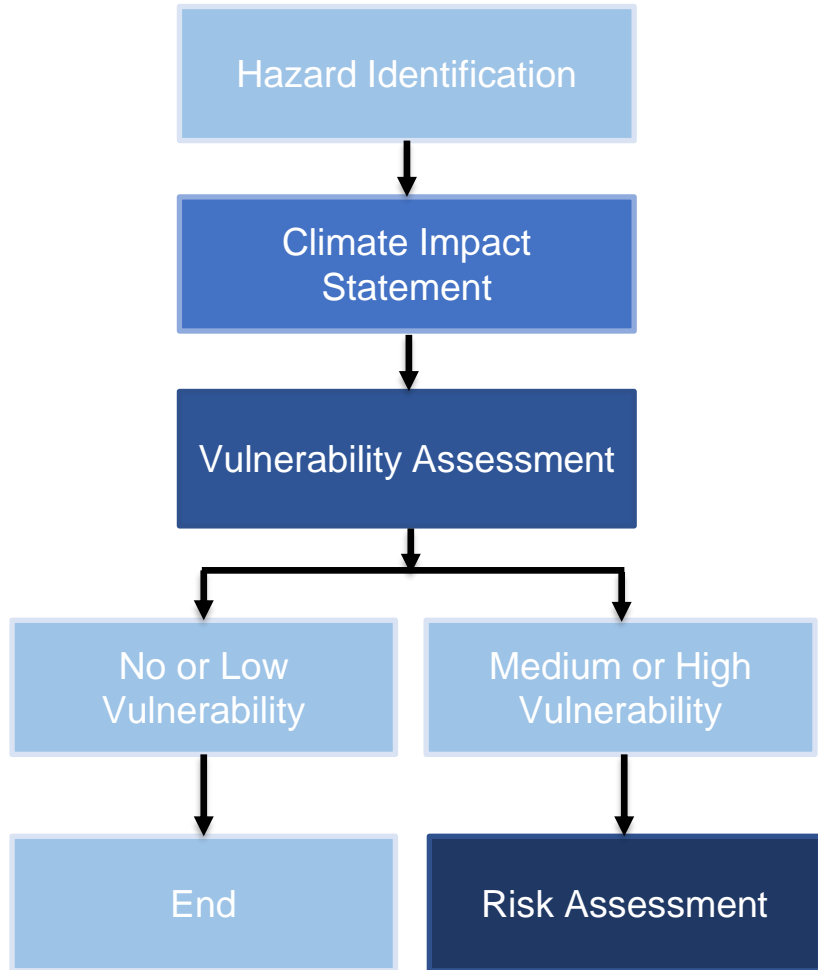 Hazard Identification
Climate Impact
Statement
Vulnerability Assessment
No or Low
Vulnerability
Medium or High
Vulnerability
End
Risk Assessment